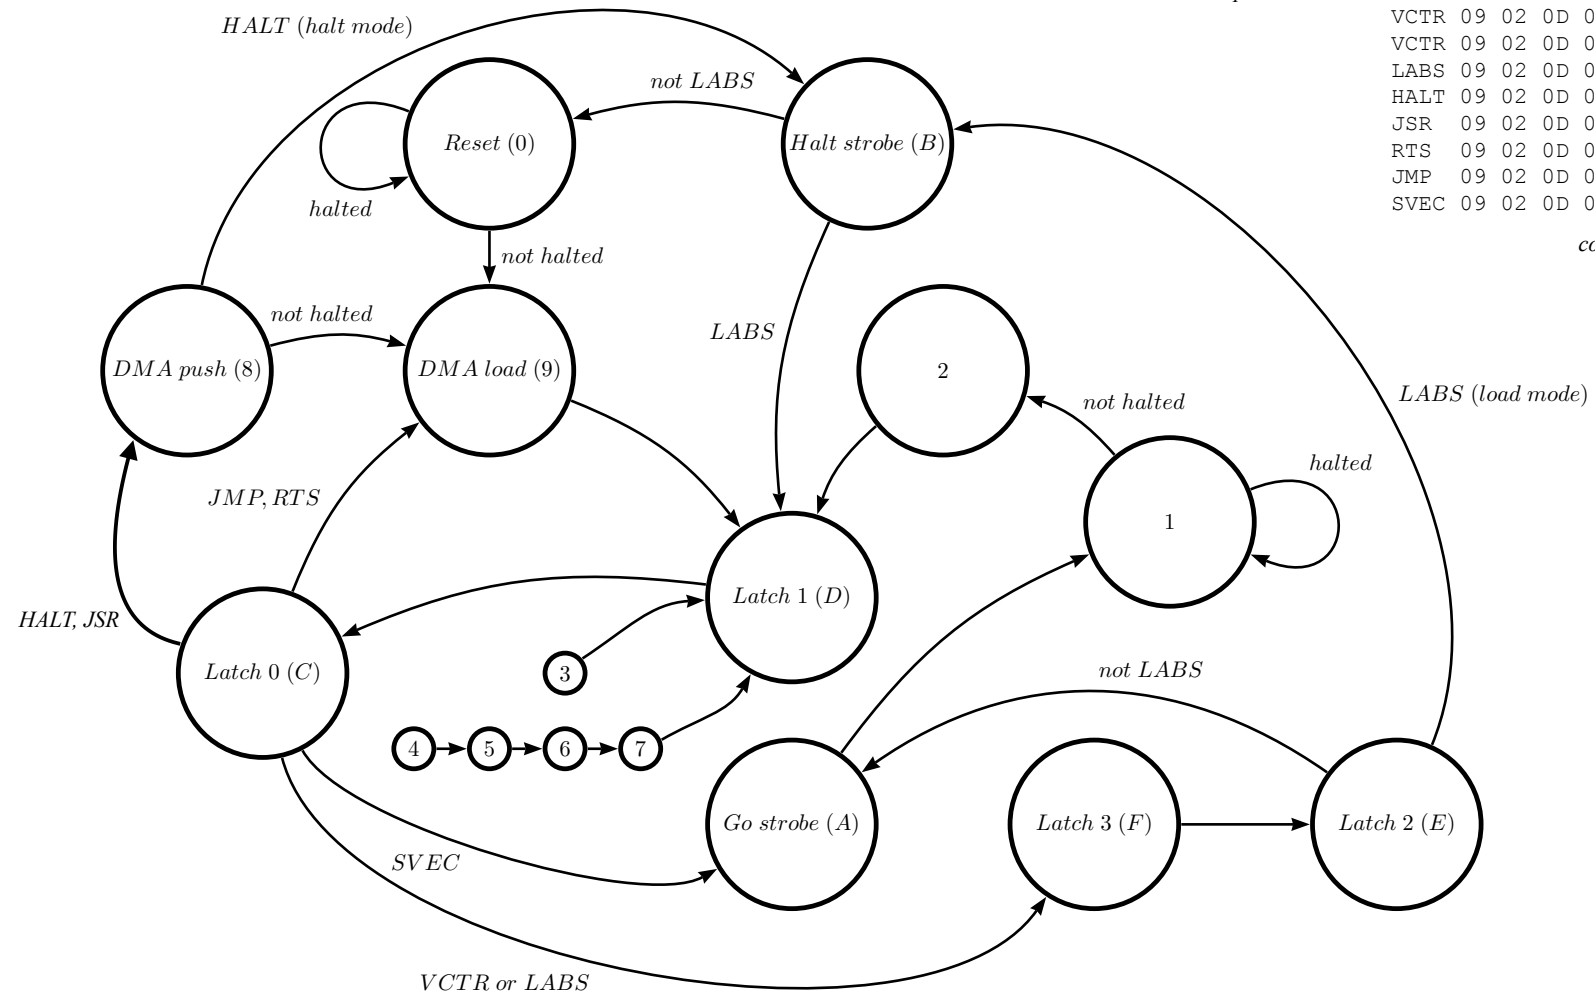 HALT (halt mode)
VCTR 09 02 0D 0
VCTR 09 02 0D 0
LABS 09 02 0D 0
HALT 09 02 0D 0
JSR 09 02 0D 0
RTS 09 02 0D 0
JMP 09 02 0D 0
SVEC 09 02 0D 0
co
not LABS
Reset (0)
Halt strobe (B)
halted
not halted
not halted
LABS
DMA push (8)
DMA load (9)
2
not halted
LABS (load mode)
halted
JMP, RTS
1
Latch 1 (D)
HALT, JSR
Latch 0 (C)
3
not LABS
4
5
6
7
Go strobe (A)
Latch 3 (F)
Latch 2 (E)
SVEC
VCTR or LABS